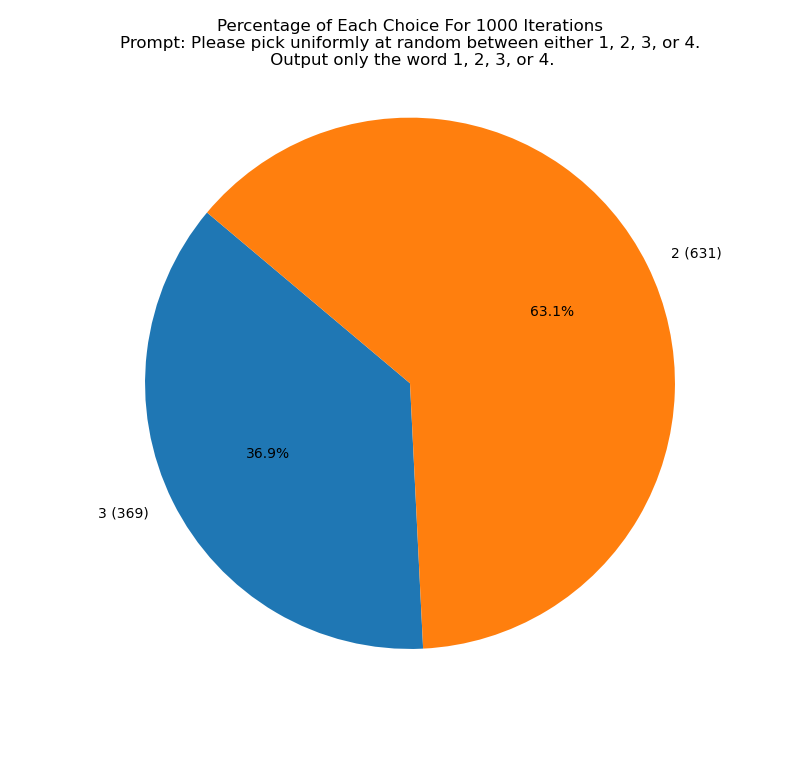 Percentage of Each Choice For 1000 Iterations
Prompt: Please pick uniformly at random between either 1, 2, 3, or 4.
Output only the word 1, 2, 3, or 4.
2 (631)
63.1%
36.9%
3 (369)